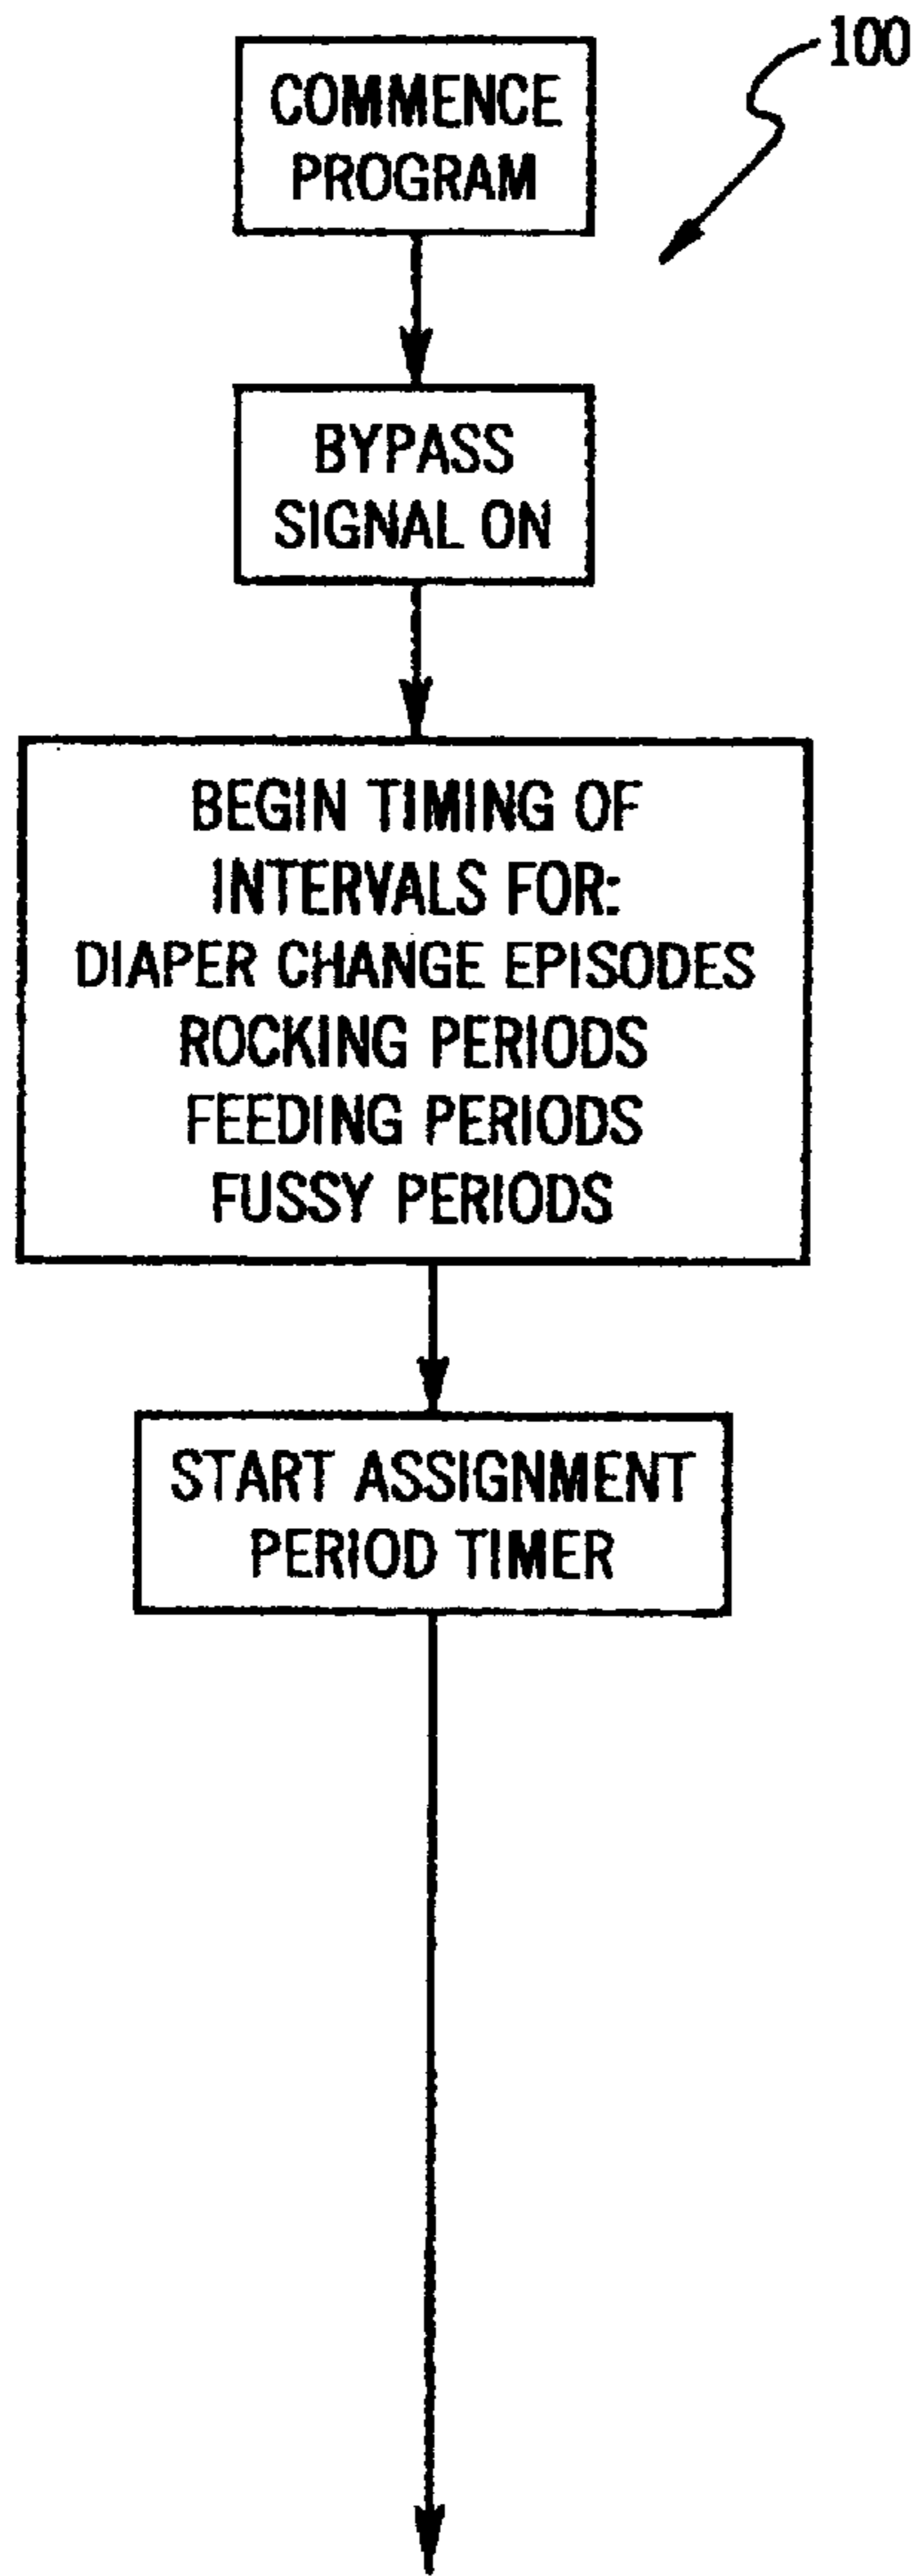 100
COMMENCE
PROGRAM
BYPASS
SIGNAL ON
BEGIN TIMING OF
INTERVALS FOR:
DIAPER CHANGE EPISODES
ROCKING PERIODS
FEEDING PERIODS
FUSSY PERIODS
START ASSIGNMENT
PERIOD TIMER